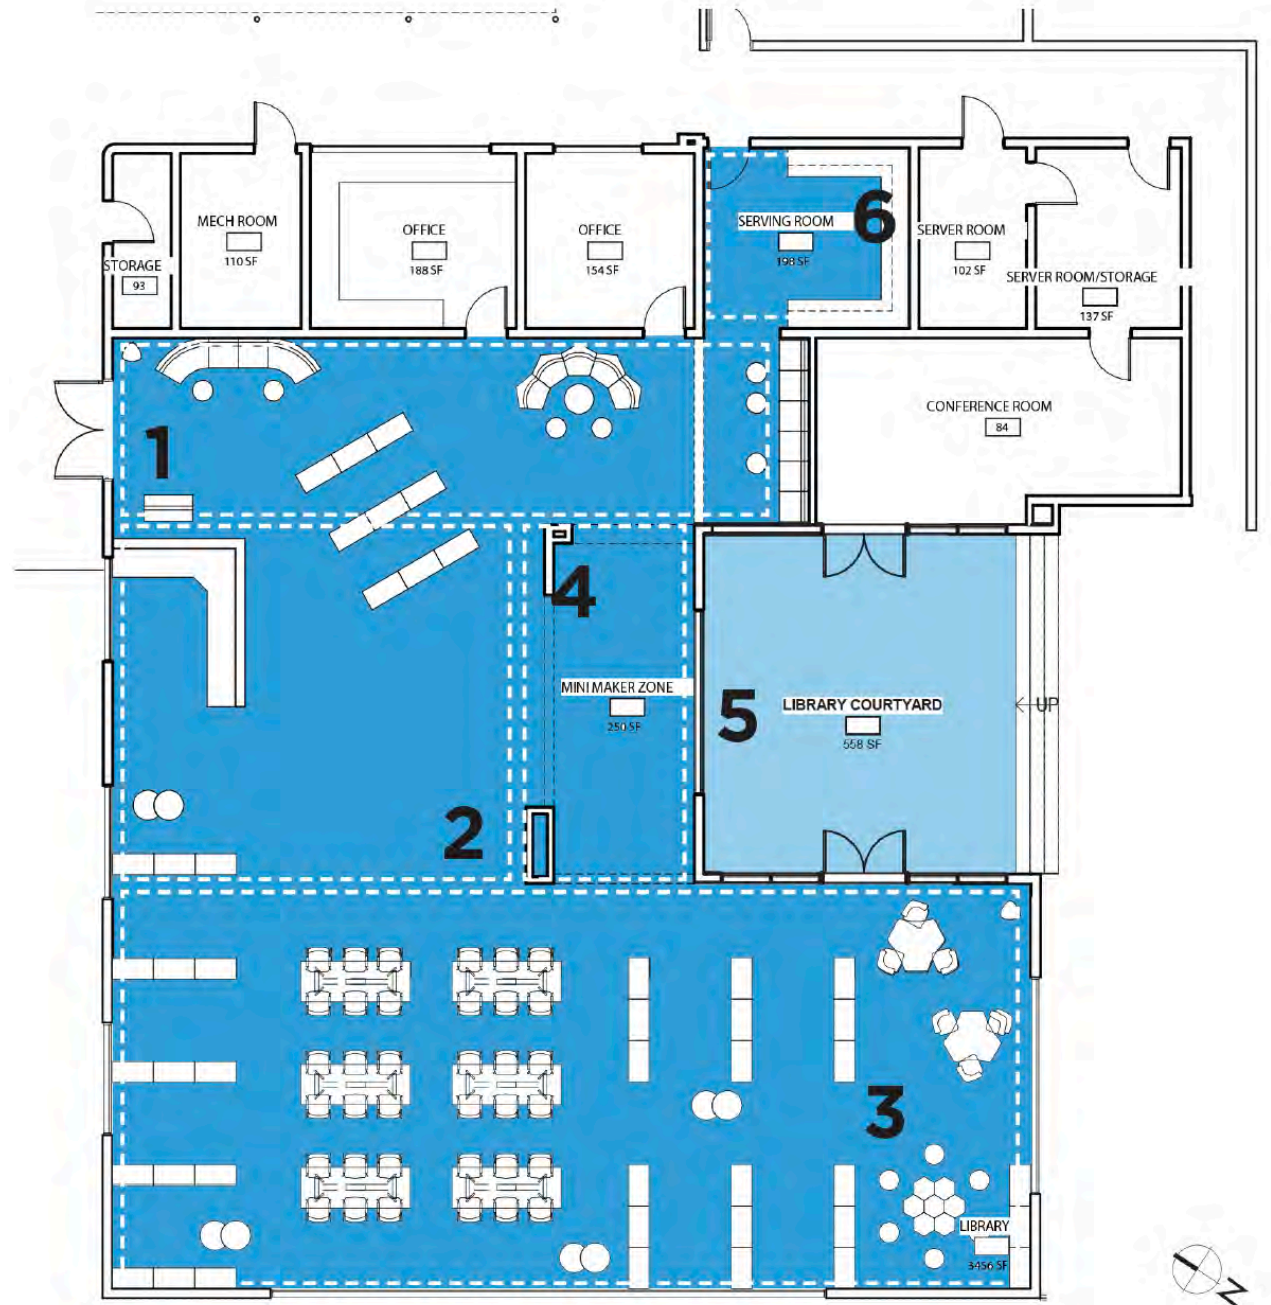 MECH ROOM
110 SF
STORAGE
93
OFFICE
188 SF
OFFICE
154 SF
SERVING ROOM
198 SF
6
SERVER ROOM
102 SF
SERVER ROOM/STORAGE
137 SF
CONFERENCE ROOM
84
1
4
MINI MAKER ZONE
250 SF
5
LIBRARY COURTYARD
558 SF
UP
2
3
LIBRARY
3456 SF
N